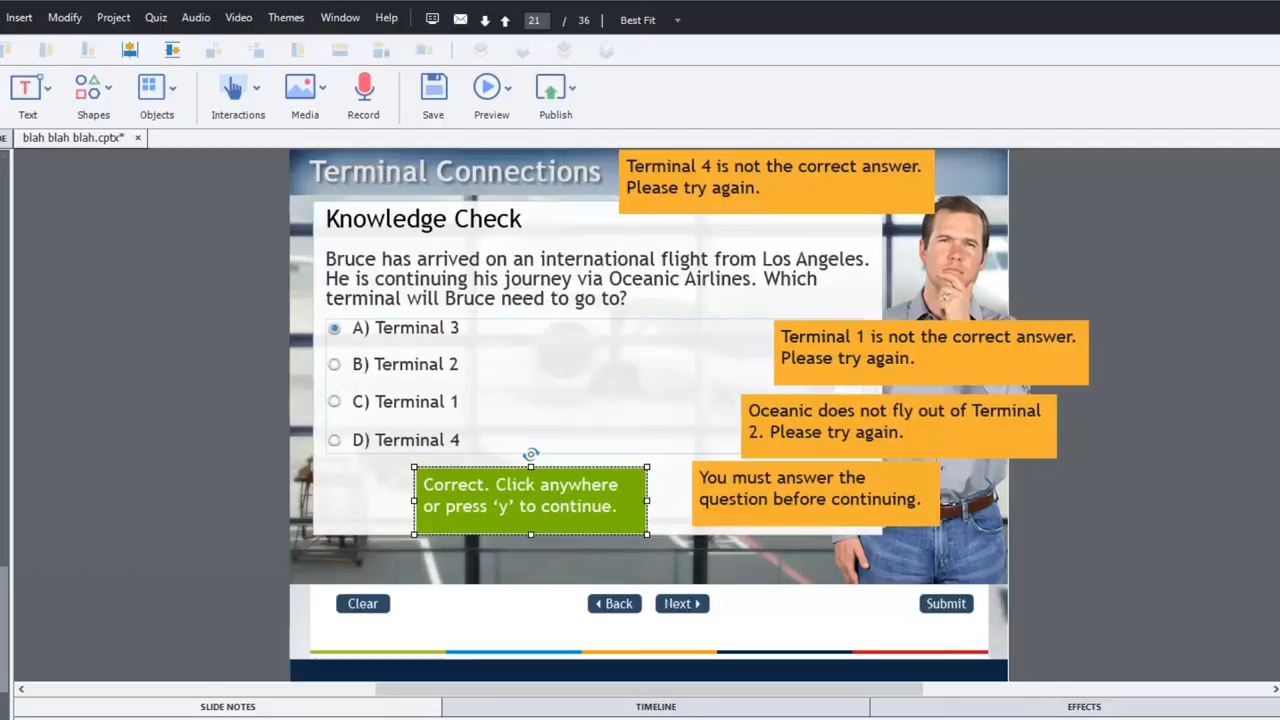 Insert Modify Project Quiz Audio Video Themes Window Help 21 / 36 Best Fit
Text Shapes Objects Interactions Media Record Save Preview Publish
blah blah blah.cptx* ×
Terminal Connections
Terminal 4 is not the correct answer.
Please try again.
Knowledge Check
Bruce has arrived on an international flight from Los Angeles.
He is continuing his journey via Oceanic Airlines. Which
terminal will Bruce need to go to?
A) Terminal 3
B) Terminal 2
C) Terminal 1
D) Terminal 4
Terminal 1 is not the correct answer.
Please try again.
Oceanic does not fly out of Terminal
2. Please try again.
Correct. Click anywhere
or press ‘y’ to continue.
You must answer the
question before continuing.
Clear Back Next Submit
SLIDE NOTES TIMELINE EFFECTS